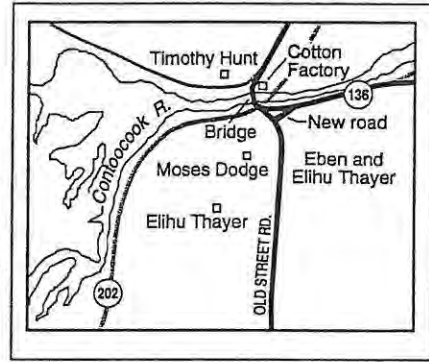 Timothy Hunt
Cotton
Factory
136
Contoocook R.
Bridge
New road
Moses Dodge
Eben and
Elihu Thayer
Elihu Thayer
OLD STREET RD.
202